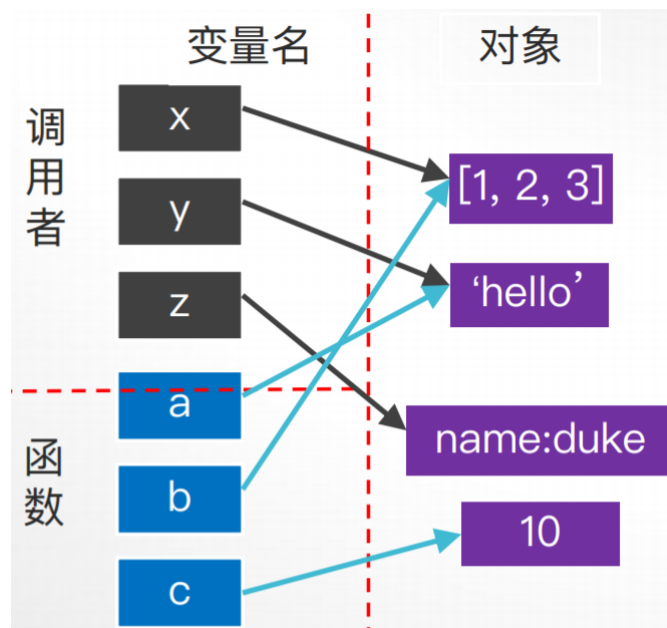 变量名
对象
调用者
x
[1, 2, 3]
y
‘hello’
z
a
name:duke
函数
b
10
c